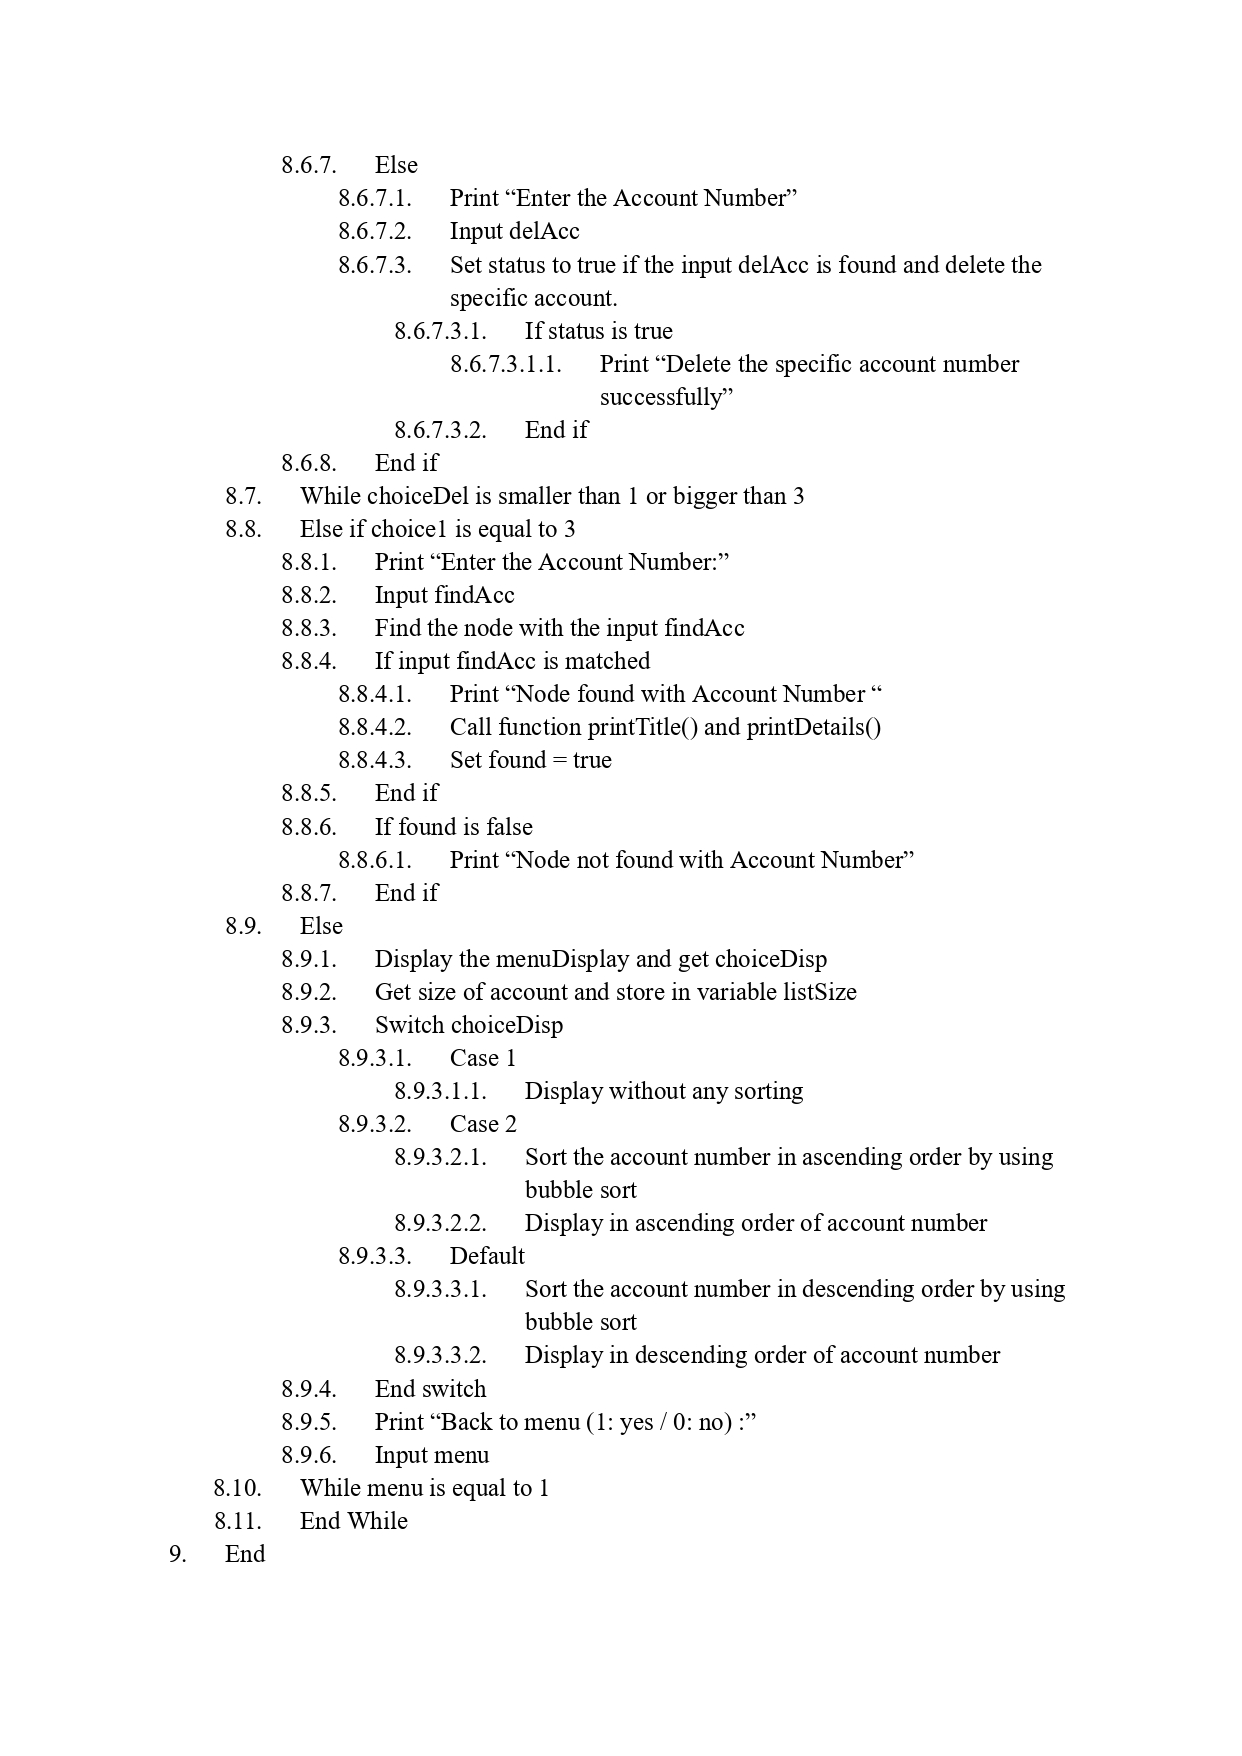 8.6.7. Else
8.6.7.1. Print “Enter the Account Number”
8.6.7.2. Input delAcc
8.6.7.3. Set status to true if the input delAcc is found and delete the
specific account.
8.6.7.3.1. If status is true
8.6.7.3.1.1. Print “Delete the specific account number
successfully”
8.6.7.3.2. End if
8.6.8. End if
8.7. While choiceDel is smaller than 1 or bigger than 3
8.8. Else if choice1 is equal to 3
8.8.1. Print “Enter the Account Number:”
8.8.2. Input findAcc
8.8.3. Find the node with the input findAcc
8.8.4. If input findAcc is matched
8.8.4.1. Print “Node found with Account Number “
8.8.4.2. Call function printTitle() and printDetails()
8.8.4.3. Set found = true
8.8.5. End if
8.8.6. If found is false
8.8.6.1. Print “Node not found with Account Number”
8.8.7. End if
8.9. Else
8.9.1. Display the menuDisplay and get choiceDisp
8.9.2. Get size of account and store in variable listSize
8.9.3. Switch choiceDisp
8.9.3.1. Case 1
8.9.3.1.1. Display without any sorting
8.9.3.2. Case 2
8.9.3.2.1. Sort the account number in ascending order by using
bubble sort
8.9.3.2.2. Display in ascending order of account number
8.9.3.3. Default
8.9.3.3.1. Sort the account number in descending order by using
bubble sort
8.9.3.3.2. Display in descending order of account number
8.9.4. End switch
8.9.5. Print “Back to menu (1: yes / 0: no) :”
8.9.6. Input menu
8.10. While menu is equal to 1
8.11. End While
9. End